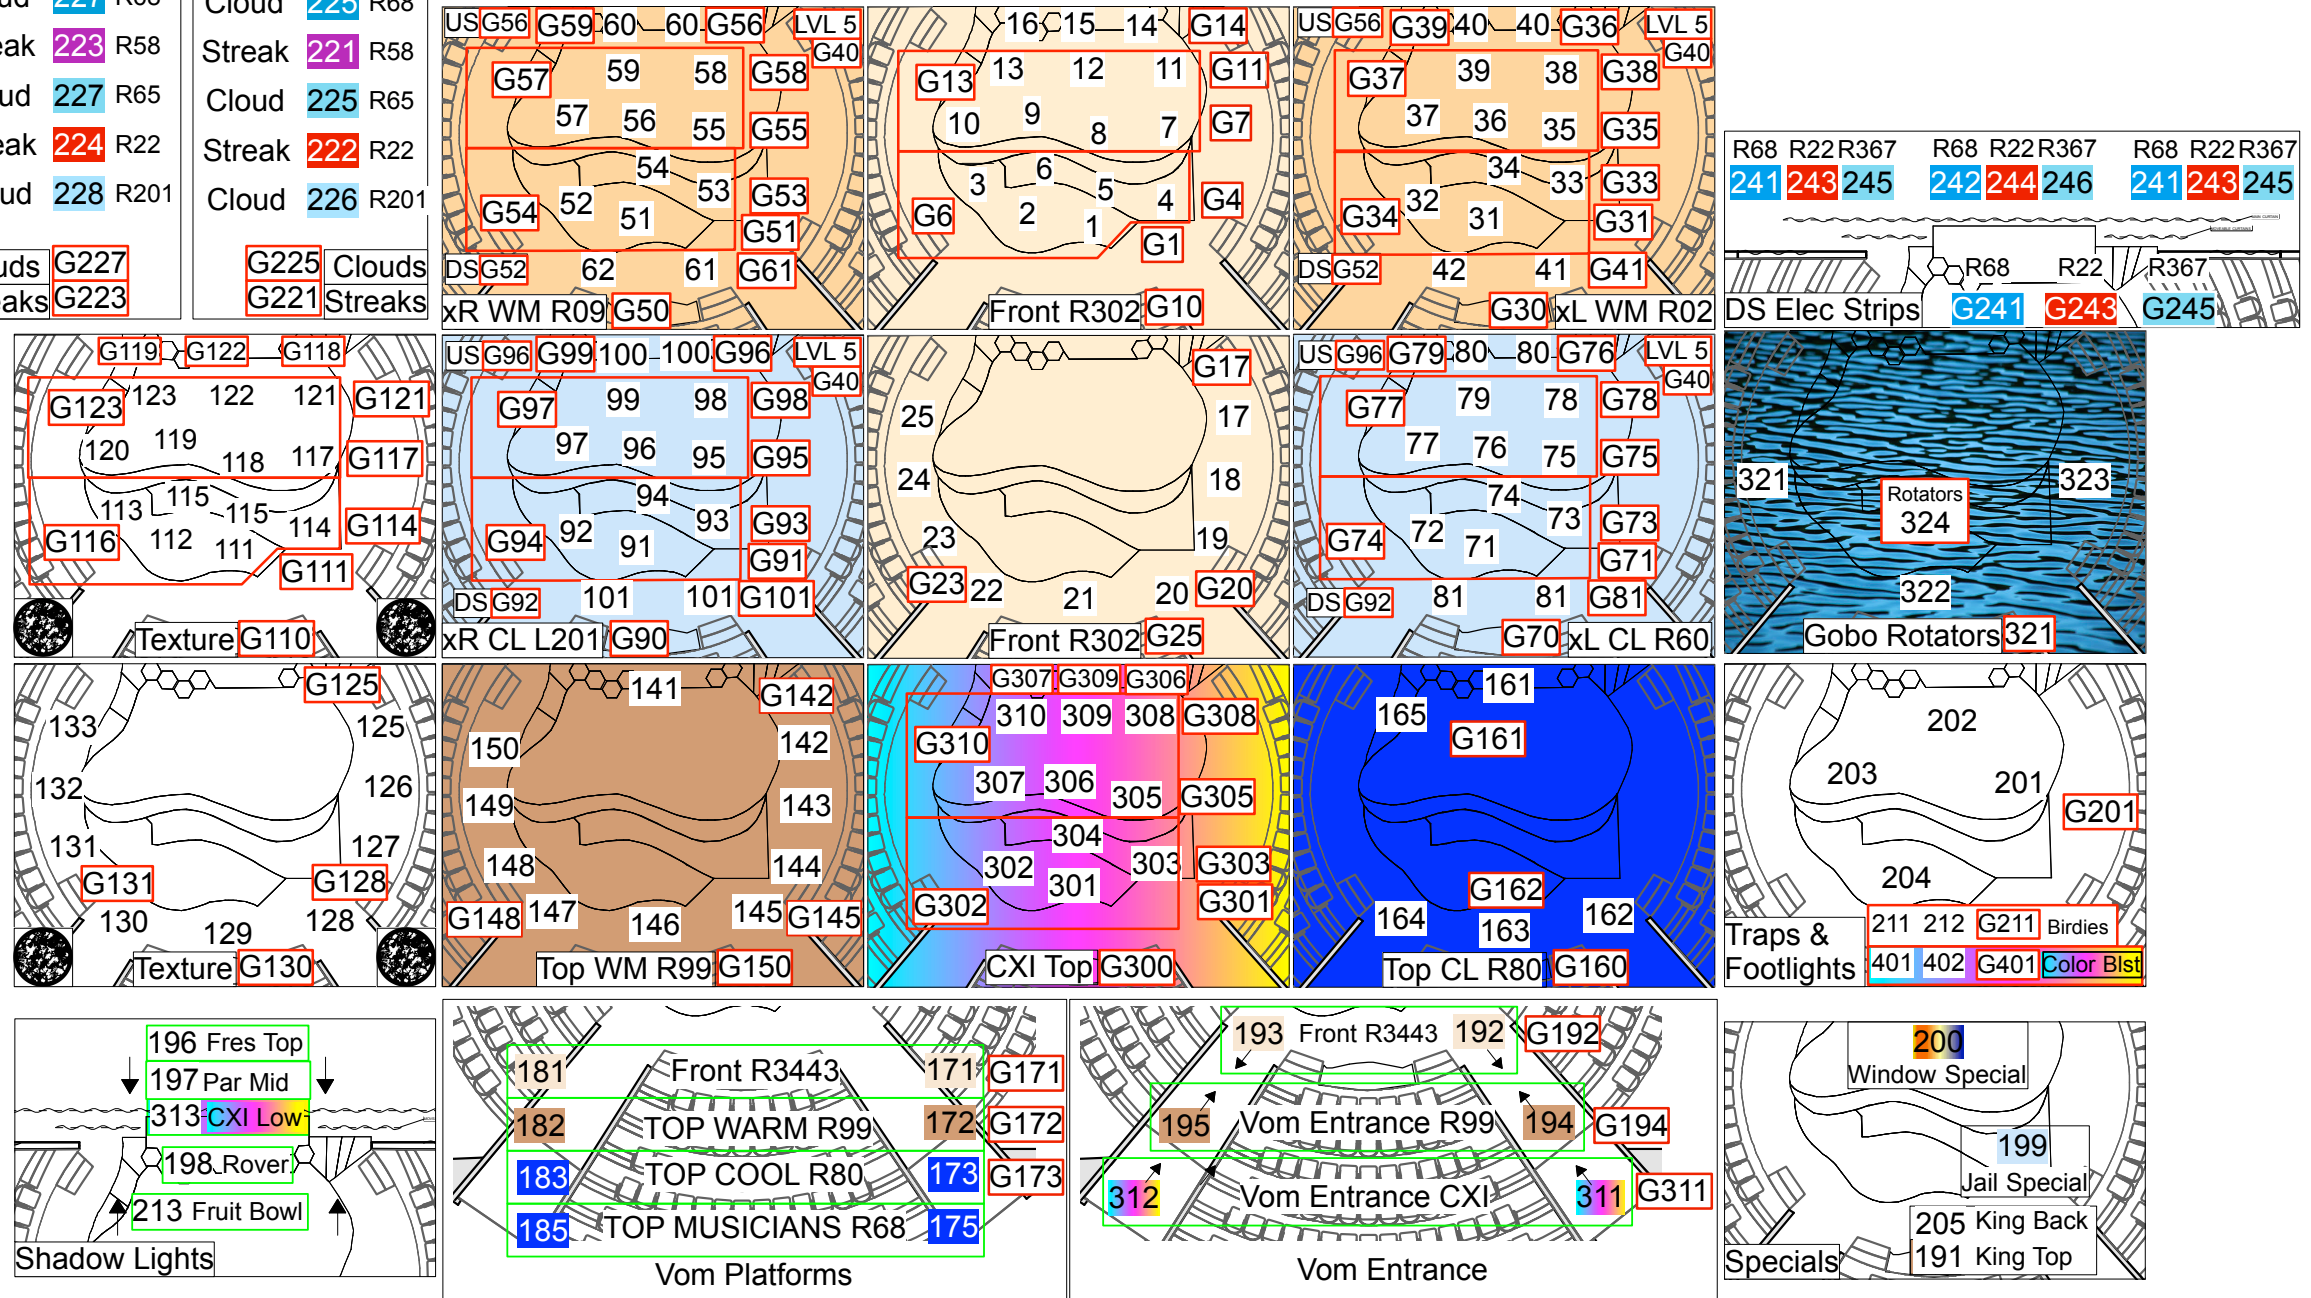 227 R68
eak 223 R58
ud 227 R65
eak 224 R22
ud 228 R201
uds G227
eaks G223
Cloud 225 R68
Streak 221 R58
Cloud 225 R65
Streak 222 R22
Cloud 226 R201
G225 Clouds
G221 Streaks
US G56 G59 60 60 G56 LVL 5
G40
G57 59 58 G58
57 56 55 G55
54
G54 52 51 53 G53
G51
DS G52 62 61 G61
xR WM R09 G50
16 15 14 G14
G13 13 12 11 G11
10 9 8 7 G7
3 6 5 4 G4
G6 2 1 G1
Front R302 G10
US G56 G39 40 40 G36 LVL 5
G40
G37 39 38 G38
37 36 35 G35
34 33 G33
G34 32 31 G31
DS G52 42 41 G41
G30 xL WM R02
R68 R22 R367 R68 R22 R367 R68 R22 R367
241 243 245 242 244 246 241 243 245
R68 R22 R367
DS Elec Strips G241 G243 G245
G119 G122 G118
G123 123 122 121 G121
120 119 118 117 G117
113 115 115 114 G114
G116 112 111 G111
Texture G110
US G96 G99 100 100 G96 LVL 5
G40
G97 99 98 G98
97 96 95 G95
94 93 G93
G94 92 91 G91
DS G92 101 101 G101
xR CL L201 G90
G17
25 17
24 18
23 19
G23 22 21 20 G20
Front R302 G25
US G96 G79 80 80 G76 LVL 5
G40
G77 79 78 G78
77 76 75 G75
74 73 G73
G74 72 71 G71
DS G92 81 81 G81
G70 xL CL R60
321 Rotators 323
324
322
Gobo Rotators 321
G125
133 125
132 126
131 127
G131 G128
130 129 128
Texture G130
141 G142
150 142
149 143
148 144
G148 147 146 145 G145
Top WM R99 G150
G307 G309 G306
310 309 308 G308
G310
307 306 305 G305
304
302 301 303 G303
G302 G301
CXI Top G300
161
165
G161
G162
164 163 162
Top CL R80 G160
202
203 201
G201
204
Traps &
Footlights
211 212 G211 Birdies
401 402 G401 Color Blst
196 Fres Top
197 Par Mid
313 CXI Low
198 Rover
213 Fruit Bowl
Shadow Lights
181 Front R3443 171 G171
182 TOP WARM R99 172 G172
183 TOP COOL R80 173 G173
185 TOP MUSICIANS R68 175
Vom Platforms
193 Front R3443 192 G192
195 Vom Entrance R99 194 G194
312 Vom Entrance CXI 311 G311
Vom Entrance
200
Window Special
199
Jail Special
205 King Back
191 King Top
Specials